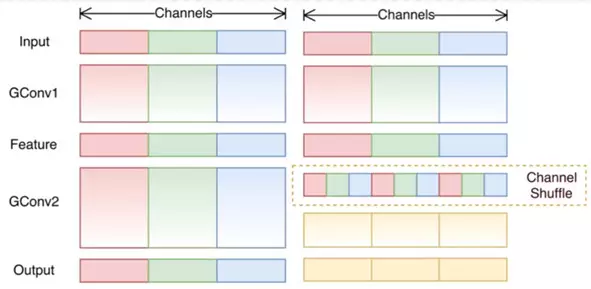 Channels
Channels
Input
GConv1
Feature
Channel
Shuffle
GConv2
Output